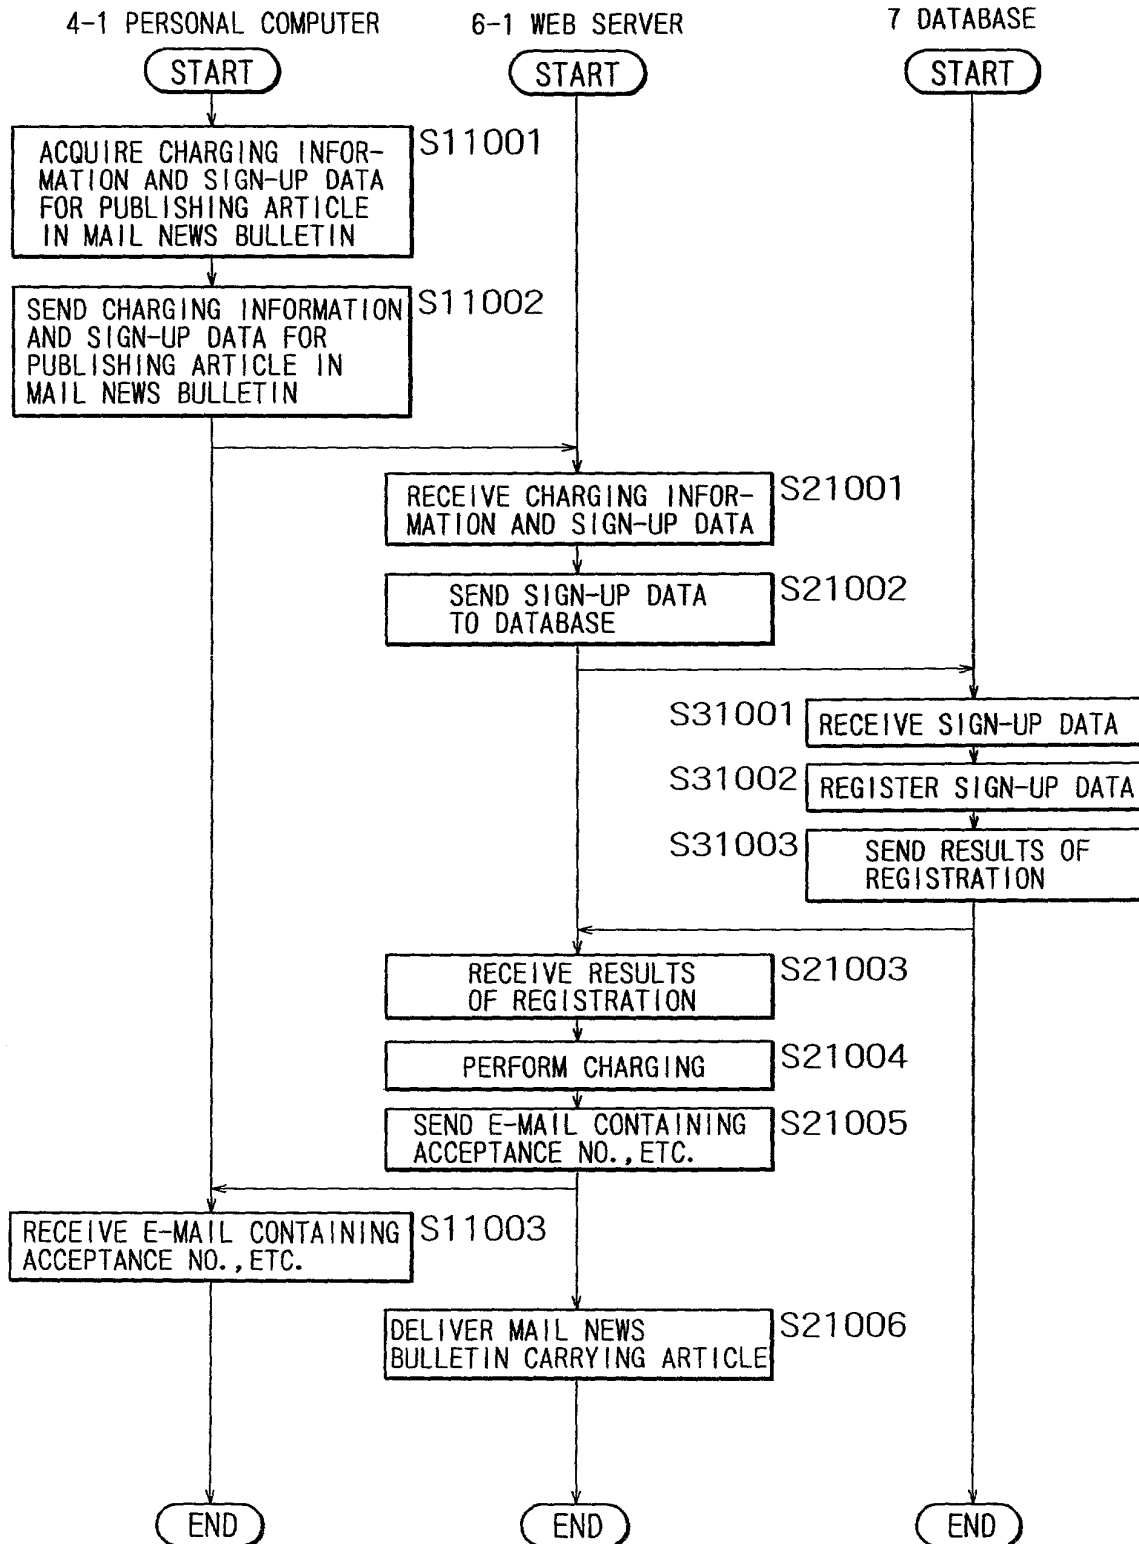 4-1 PERSONAL COMPUTER
6-1 WEB SERVER
7 DATABASE
START
START
START
S11001
ACQUIRE CHARGING INFOR-
MATION AND SIGN-UP DATA
FOR PUBLISHING ARTICLE
IN MAIL NEWS BULLETIN
S11002
SEND CHARGING INFORMATION
AND SIGN-UP DATA FOR
PUBLISHING ARTICLE IN
MAIL NEWS BULLETIN
S21001
RECEIVE CHARGING INFOR-
MATION AND SIGN-UP DATA
S21002
SEND SIGN-UP DATA
TO DATABASE
S31001
RECEIVE SIGN-UP DATA
S31002
REGISTER SIGN-UP DATA
S31003
SEND RESULTS OF
REGISTRATION
S21003
RECEIVE RESULTS
OF REGISTRATION
S21004
PERFORM CHARGING
S21005
SEND E-MAIL CONTAINING
ACCEPTANCE NO.,ETC.
S11003
RECEIVE E-MAIL CONTAINING
ACCEPTANCE NO.,ETC.
S21006
DELIVER MAIL NEWS
BULLETIN CARRYING ARTICLE
END
END
END